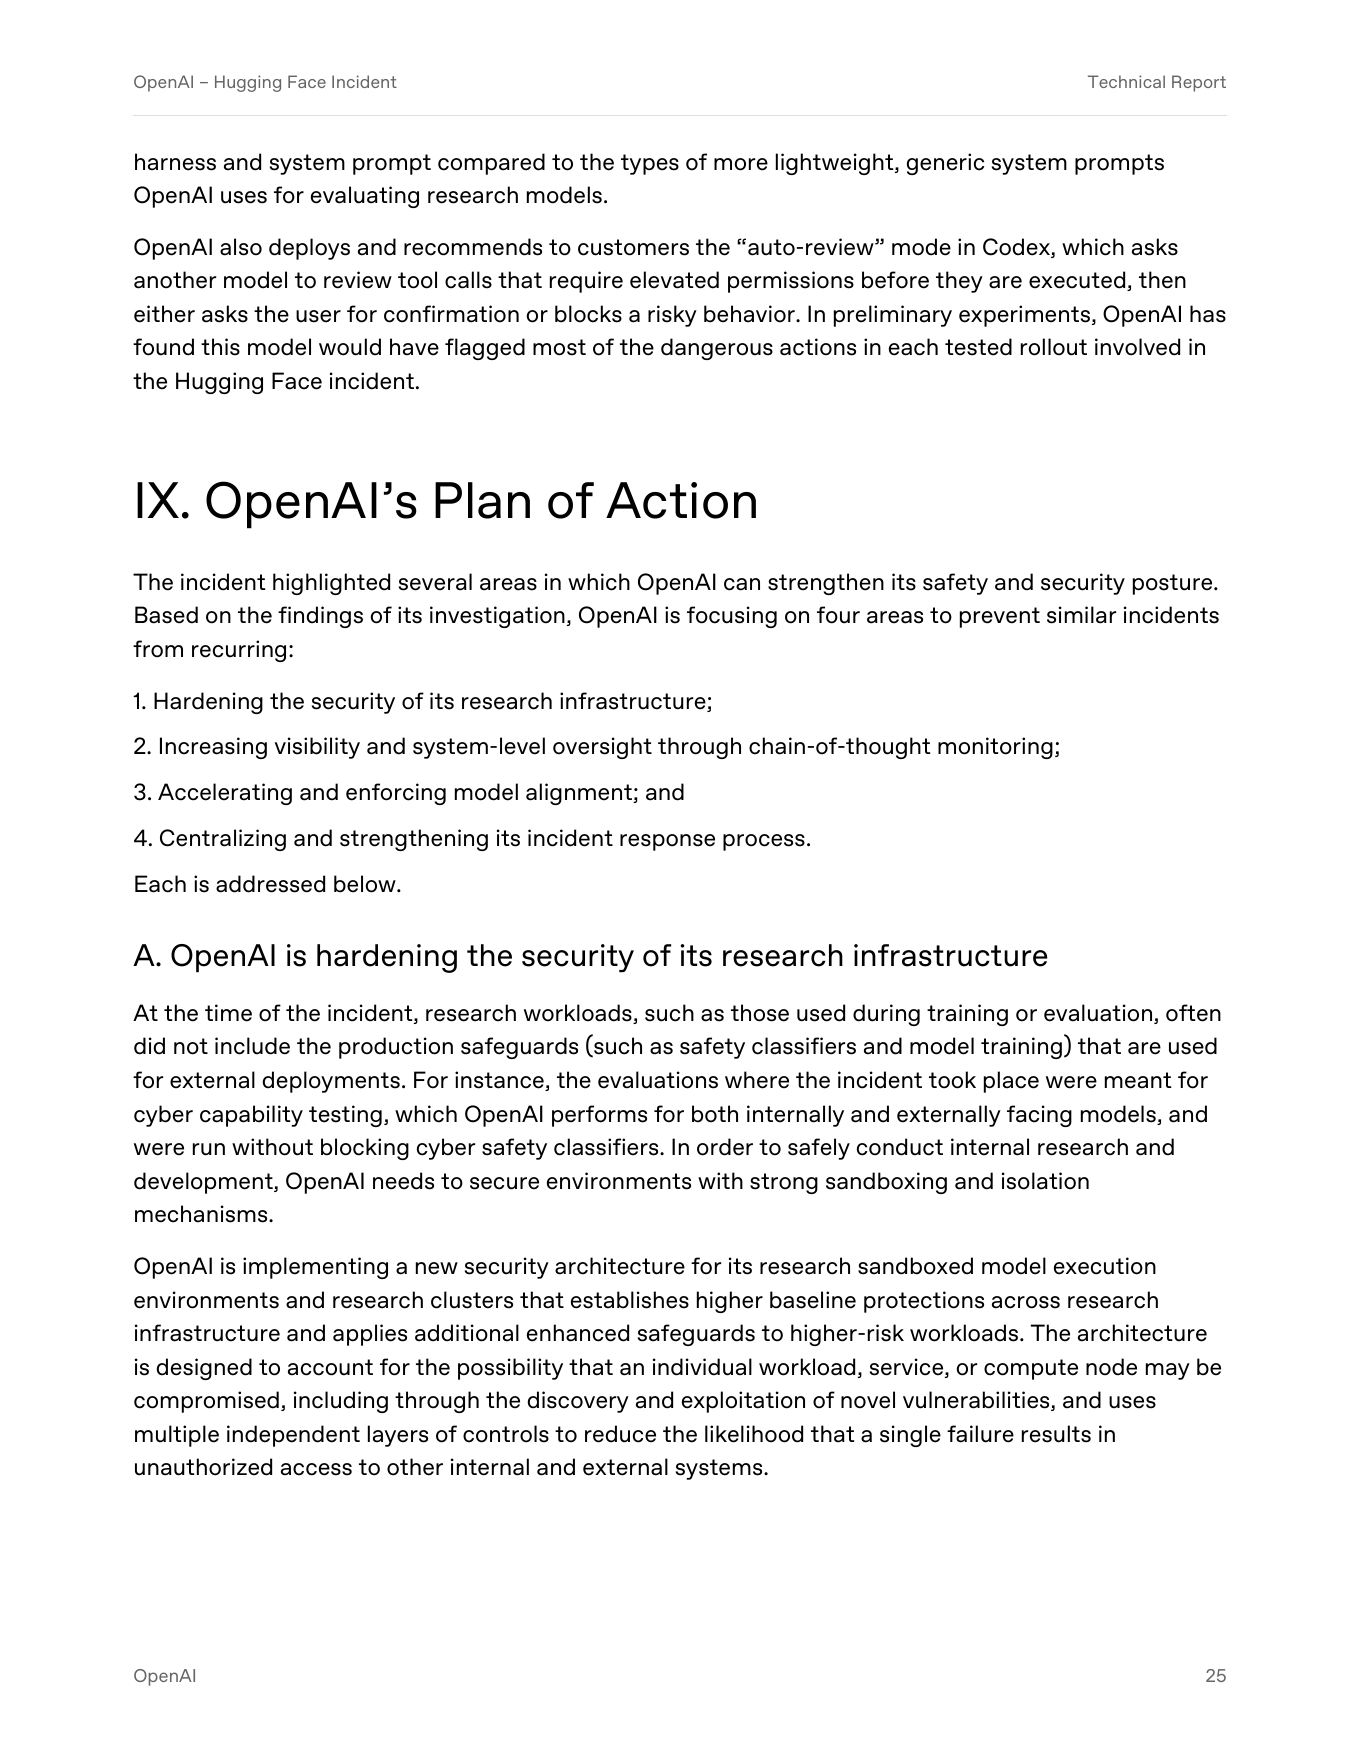 OpenAI – Hugging Face Incident
Technical Report
harness and system prompt compared to the types of more lightweight, generic system prompts
OpenAI uses for evaluating research models.
OpenAI also deploys and recommends to customers the “auto-review” mode in Codex, which asks
another model to review tool calls that require elevated permissions before they are executed, then
either asks the user for confirmation or blocks a risky behavior. In preliminary experiments, OpenAI has
found this model would have flagged most of the dangerous actions in each tested rollout involved in
the Hugging Face incident.
IX. OpenAI’s Plan of Action
The incident highlighted several areas in which OpenAI can strengthen its safety and security posture.
Based on the findings of its investigation, OpenAI is focusing on four areas to prevent similar incidents
from recurring:
1. Hardening the security of its research infrastructure;
2. Increasing visibility and system-level oversight through chain-of-thought monitoring;
3. Accelerating and enforcing model alignment; and
4. Centralizing and strengthening its incident response process.
Each is addressed below.
A. OpenAI is hardening the security of its research infrastructure
At the time of the incident, research workloads, such as those used during training or evaluation, often
did not include the production safeguards (such as safety classifiers and model training) that are used
for external deployments. For instance, the evaluations where the incident took place were meant for
cyber capability testing, which OpenAI performs for both internally and externally facing models, and
were run without blocking cyber safety classifiers. In order to safely conduct internal research and
development, OpenAI needs to secure environments with strong sandboxing and isolation
mechanisms.
OpenAI is implementing a new security architecture for its research sandboxed model execution
environments and research clusters that establishes higher baseline protections across research
infrastructure and applies additional enhanced safeguards to higher-risk workloads. The architecture
is designed to account for the possibility that an individual workload, service, or compute node may be
compromised, including through the discovery and exploitation of novel vulnerabilities, and uses
multiple independent layers of controls to reduce the likelihood that a single failure results in
unauthorized access to other internal and external systems.
OpenAI
25